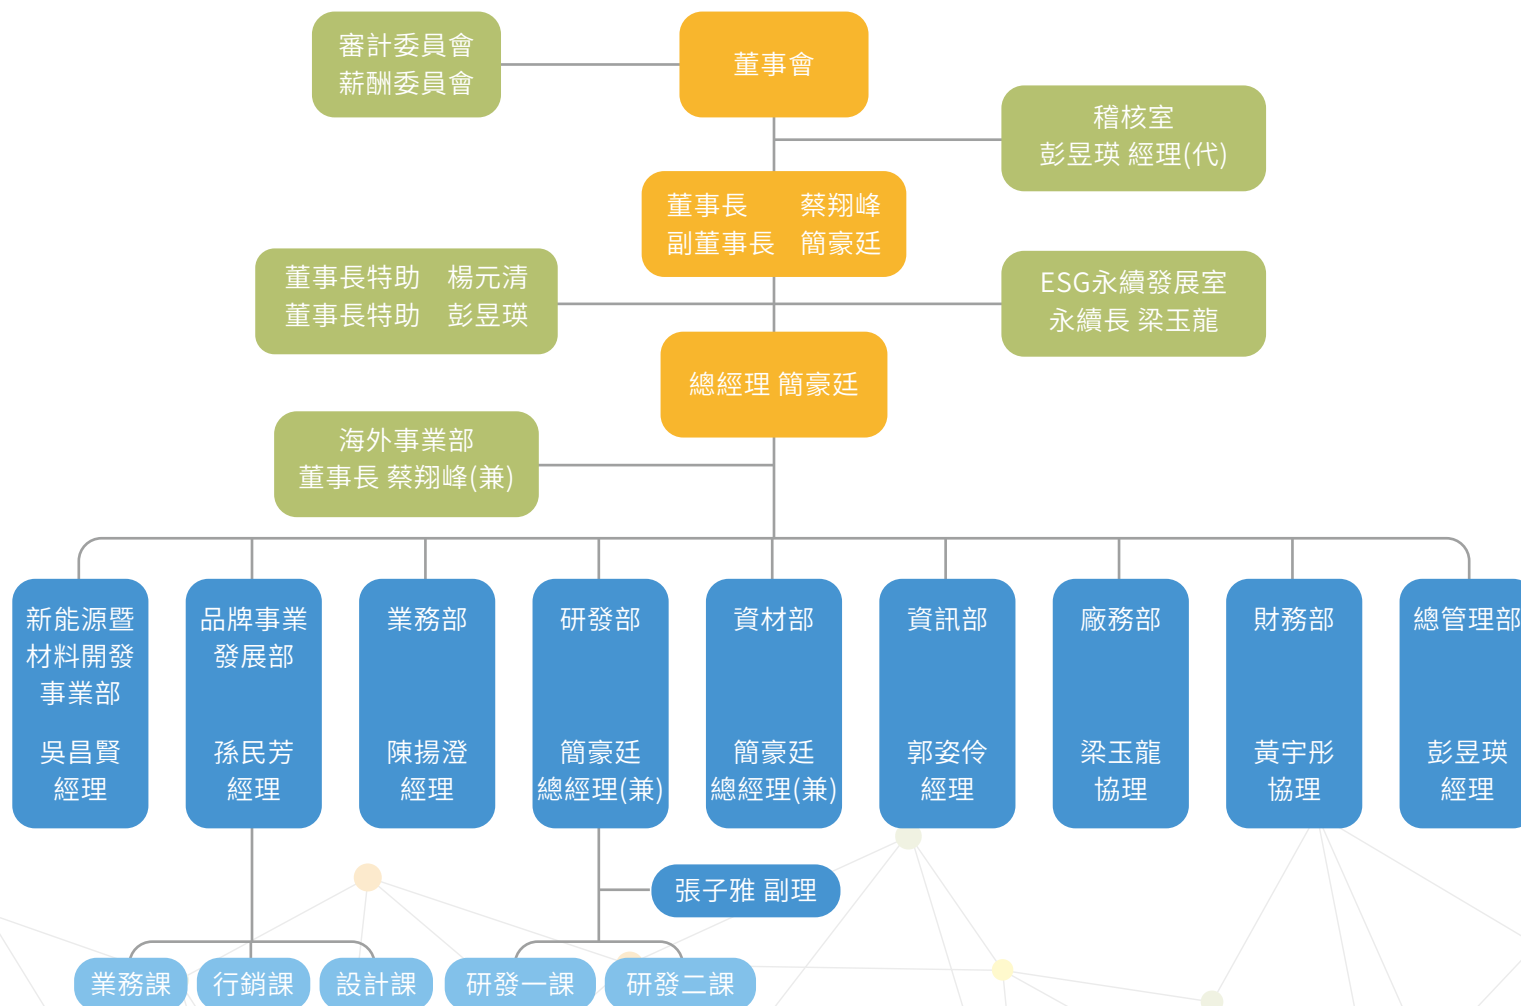 審計委員會
薪酬委員會
董事會
稽核室
彭昱瑛 經理(代)
董事長 蔡翔峰
副董事長 簡豪廷
董事長特助 楊元清
董事長特助 彭昱瑛
ESG永續發展室
永續長 梁玉龍
總經理 簡豪廷
海外事業部
董事長 蔡翔峰(兼)
新能源暨
材料開發
事業部
吳昌賢
經理
品牌事業
發展部
孫民芳
經理
業務部
陳揚澄
經理
研發部
簡豪廷
總經理(兼)
資材部
簡豪廷
總經理(兼)
資訊部
郭姿伶
經理
廠務部
梁玉龍
協理
財務部
黃宇彤
協理
總管理部
彭昱瑛
經理
張子雅 副理
業務課
行銷課
設計課
研發一課
研發二課